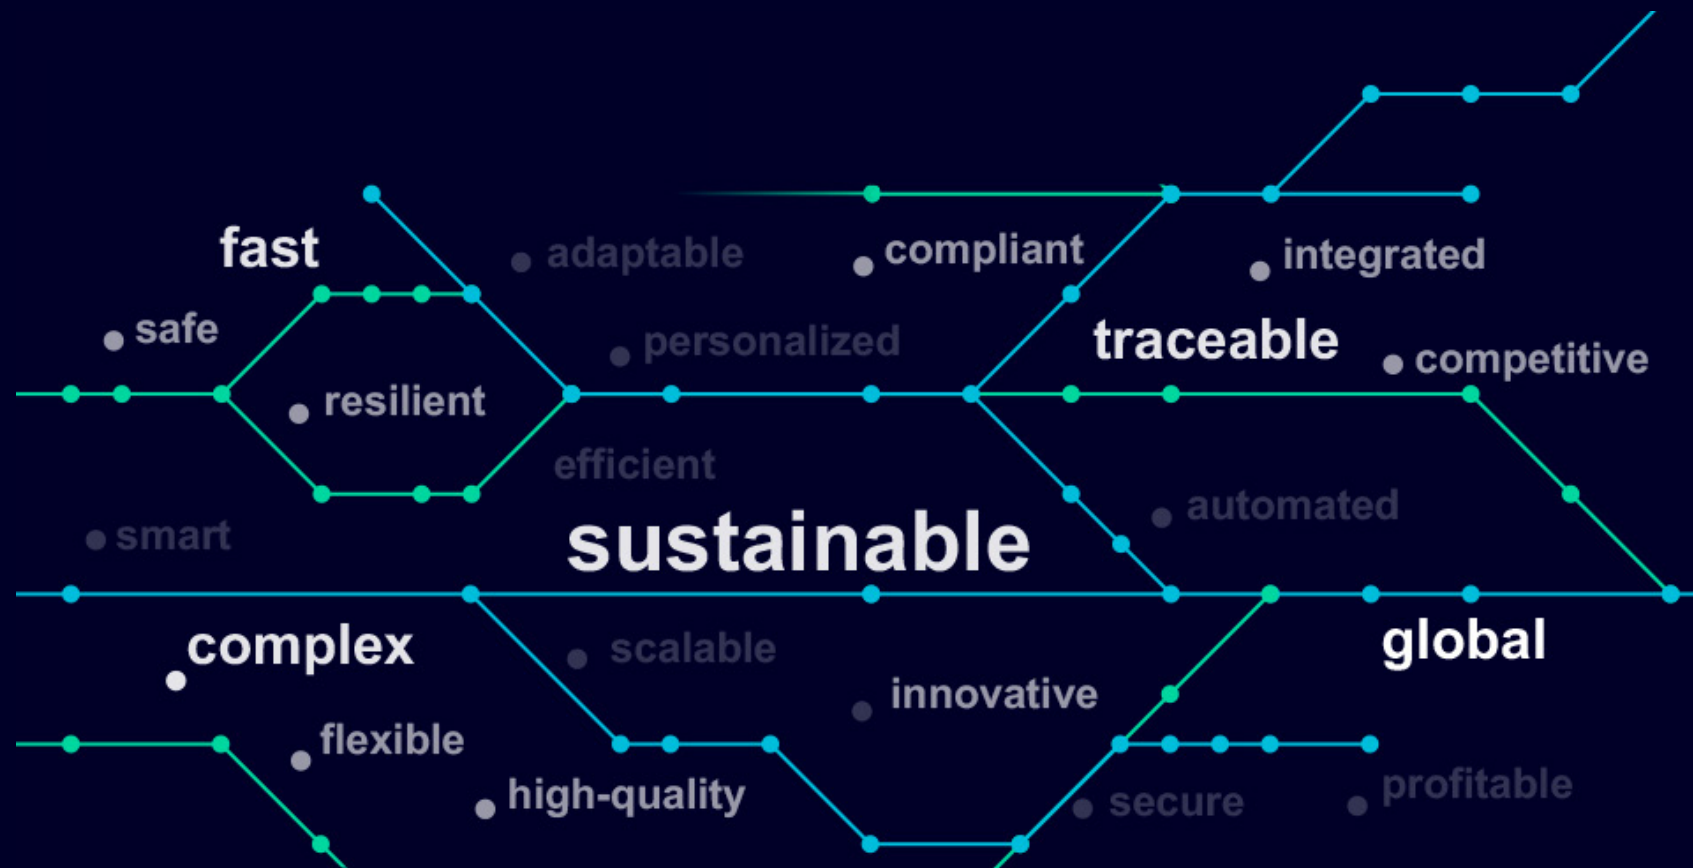 fast
adaptable
compliant
integrated
safe
personalized
traceable
competitive
resilient
efficient
automated
smart
sustainable
complex
scalable
global
innovative
flexible
high-quality
secure
profitable